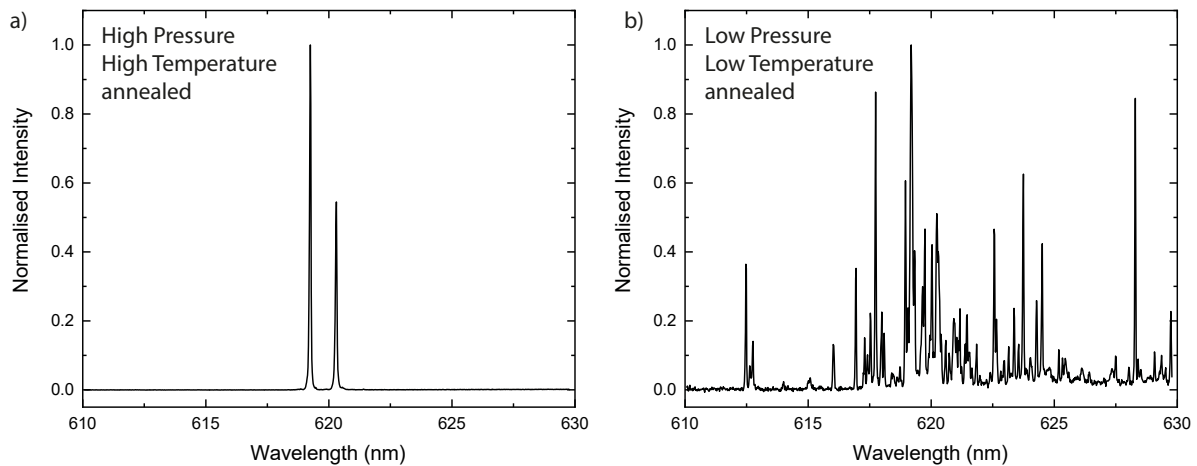 a)
High Pressure
High Temperature
annealed
Normalised Intensity
1.0
0.8
0.6
0.4
0.2
0.0
610
615
620
625
630
Wavelength (nm)
b)
Low Pressure
Low Temperature
annealed
Normalised Intensity
1.0
0.8
0.6
0.4
0.2
0.0
610
615
620
625
630
Wavelength (nm)